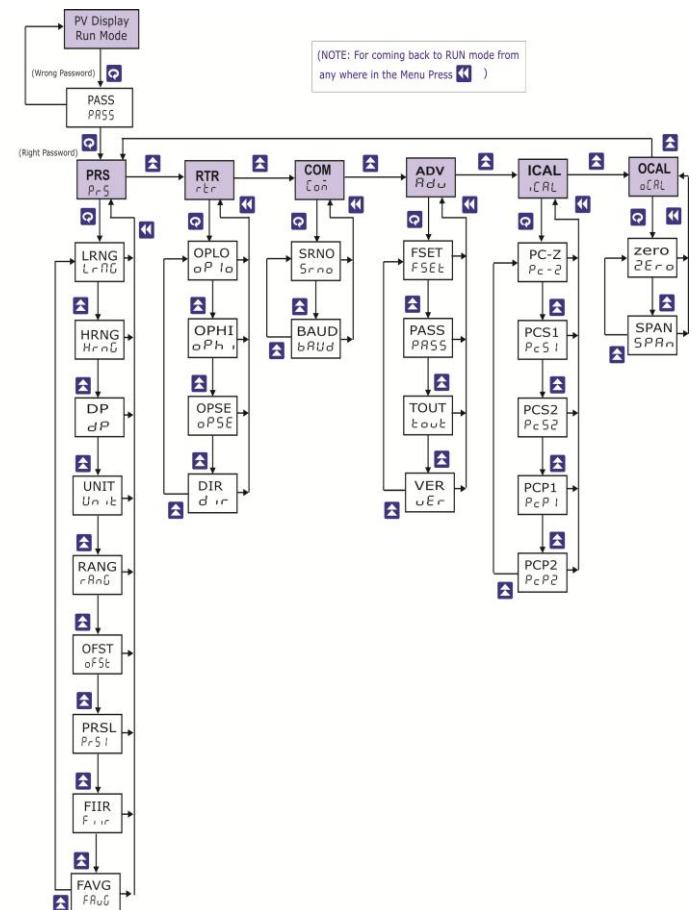 PV Display
Run Mode
(NOTE: For coming back to RUN mode from
any where in the Menu Press )
(Wrong Password)
PASS
PASS
(Right Password)
PRS
PrS
RTR
rtr
COM
Con
ADV
Adu
ICAL
iCAL
OCAL
oCAL
LRNG
LrnG
OPLO
oPlo
SRNO
Srno
FSET
FSEt
PC-Z
Pc-2
zero
2Ero
HRNG
HrnG
OPHI
oPhi
BAUD
bAUd
PASS
PASS
PCS1
PcS1
SPAN
SPAn
DP
dP
OPSE
oPSE
TOUT
tout
PCS2
PcS2
UNIT
Unit
DIR
dir
VER
uEr
PCP1
PcP1
RANG
rAnG
PCP2
PcP2
OFST
oFSt
PRSL
PrSl
FIIR
Fiir
FAVG
FAuG